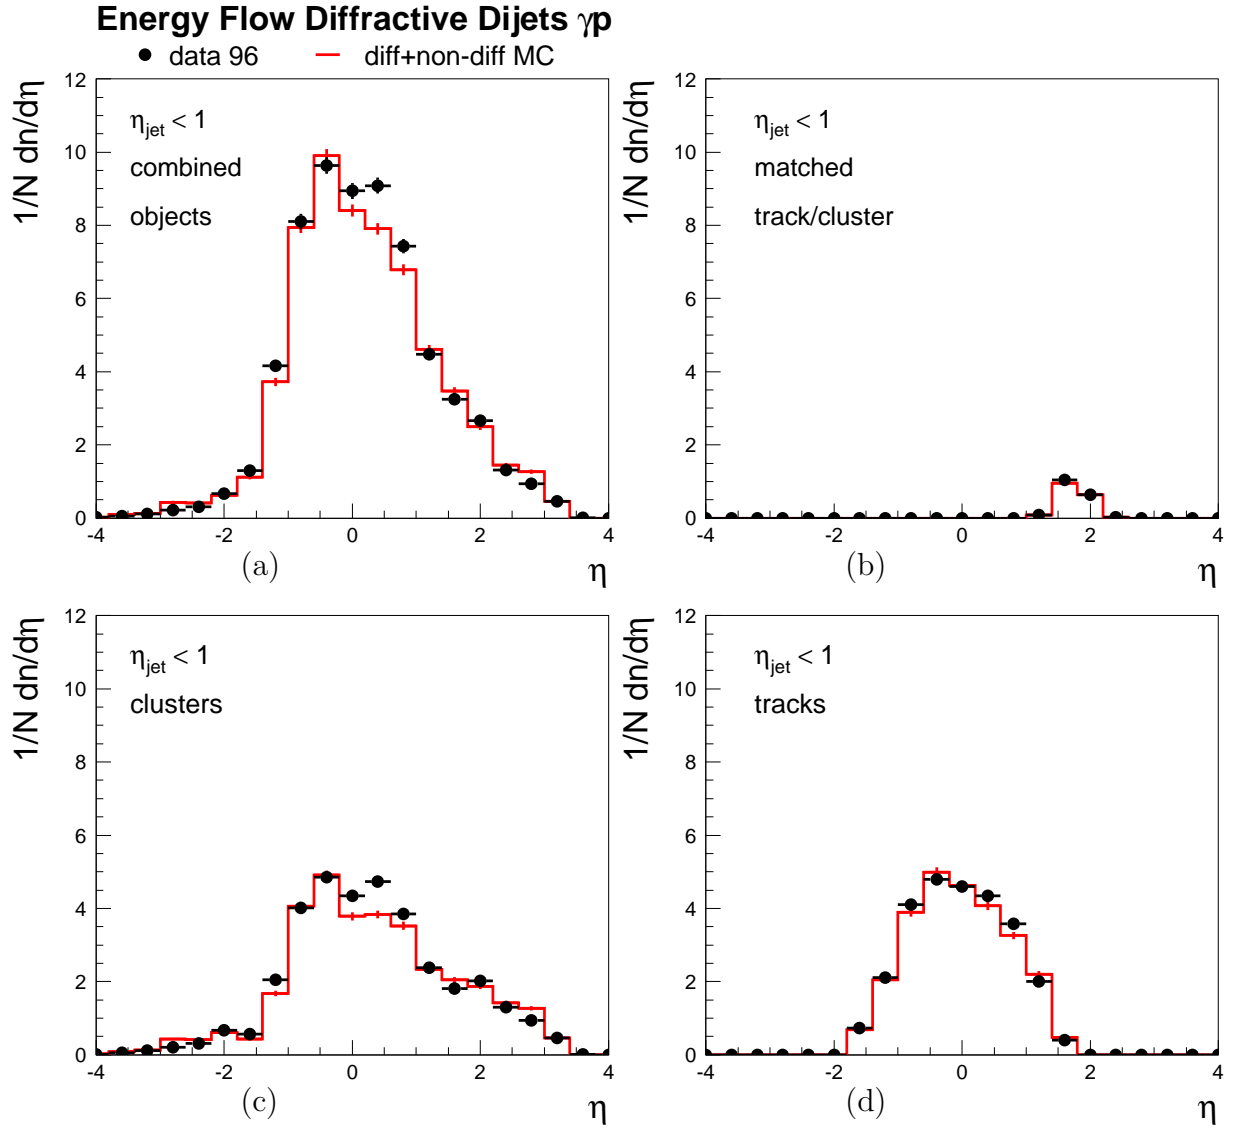 Energy Flow Diffractive Dijets γp
data 96 diff+non-diff MC
1/N dn/dη
12
10
8
6
4
2
0
η_jet < 1
combined
objects
-4 -2 0 2 4
(a) η
1/N dn/dη
12
10
8
6
4
2
0
η_jet < 1
matched
track/cluster
-4 -2 0 2 4
(b) η
1/N dn/dη
12
10
8
6
4
2
0
η_jet < 1
clusters
-4 -2 0 2 4
(c) η
1/N dn/dη
12
10
8
6
4
2
0
η_jet < 1
tracks
-4 -2 0 2 4
(d) η